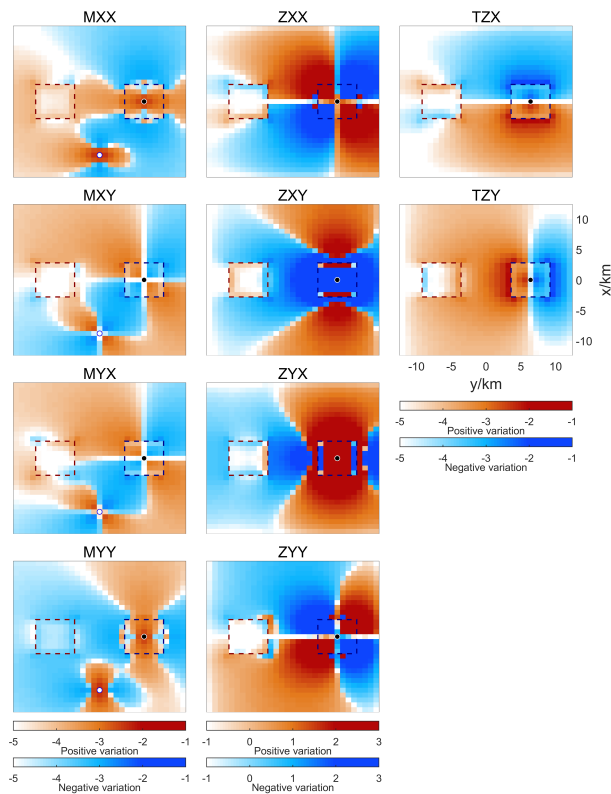 MXX
ZXX
TZX
MXY
ZXY
TZY
10
5
0
-5
-10
x/km
-10
-5
0
5
10
y/km
MYX
ZYX
-5
-4
-3
-2
-1
Positive variation
-5
-4
-3
-2
-1
Negative variation
MYY
ZYY
-5
-4
-3
-2
-1
Positive variation
-5
-4
-3
-2
-1
Negative variation
-1
0
1
2
3
Positive variation
-1
0
1
2
3
Negative variation